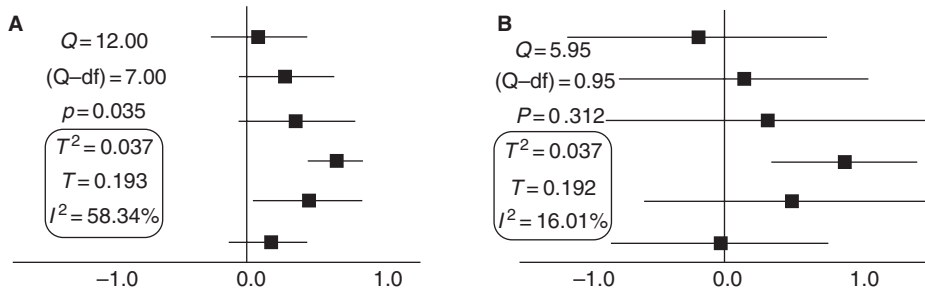 A
Q = 12.00
(Q–df) = 7.00
p = 0.035
T² = 0.037
T = 0.193
I² = 58.34%
–1.0 0.0 1.0
B
Q = 5.95
(Q–df) = 0.95
P = 0.312
T² = 0.037
T = 0.192
I² = 16.01%
–1.0 0.0 1.0